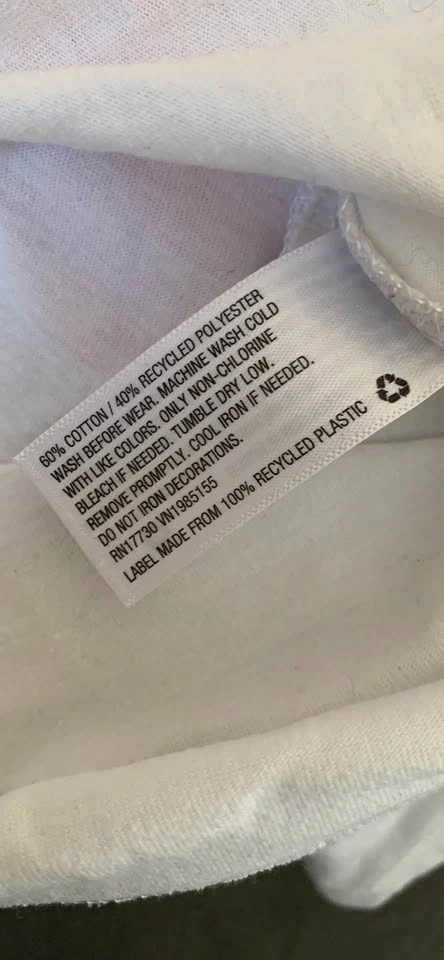 60% COTTON / 40% RECYCLED POLYESTER
WASH BEFORE WEAR. MACHINE WASH COLD
WITH LIKE COLORS. ONLY NON-CHLORINE
BLEACH IF NEEDED. TUMBLE DRY LOW.
REMOVE PROMPTLY. COOL IRON IF NEEDED.
DO NOT IRON DECORATIONS.
RN17730 VN1985155
LABEL MADE FROM 100% RECYCLED PLASTIC